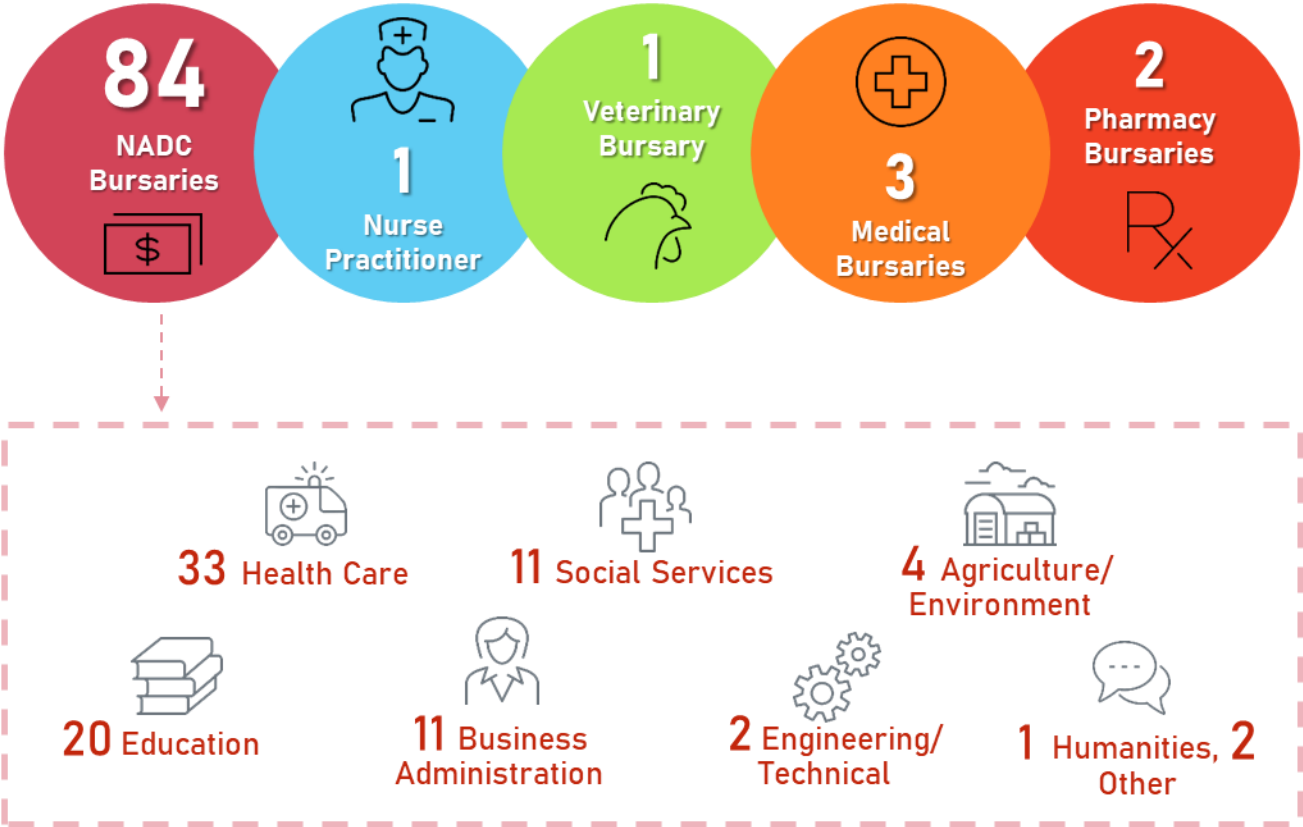 84
NADC
Bursaries
$
1
Nurse
Practitioner
1
Veterinary
Bursary
3
Medical
Bursaries
2
Pharmacy
Bursaries
Rx
33 Health Care
11 Social Services
4 Agriculture/
Environment
20 Education
11 Business
Administration
2 Engineering/
Technical
1 Humanities, 2
Other